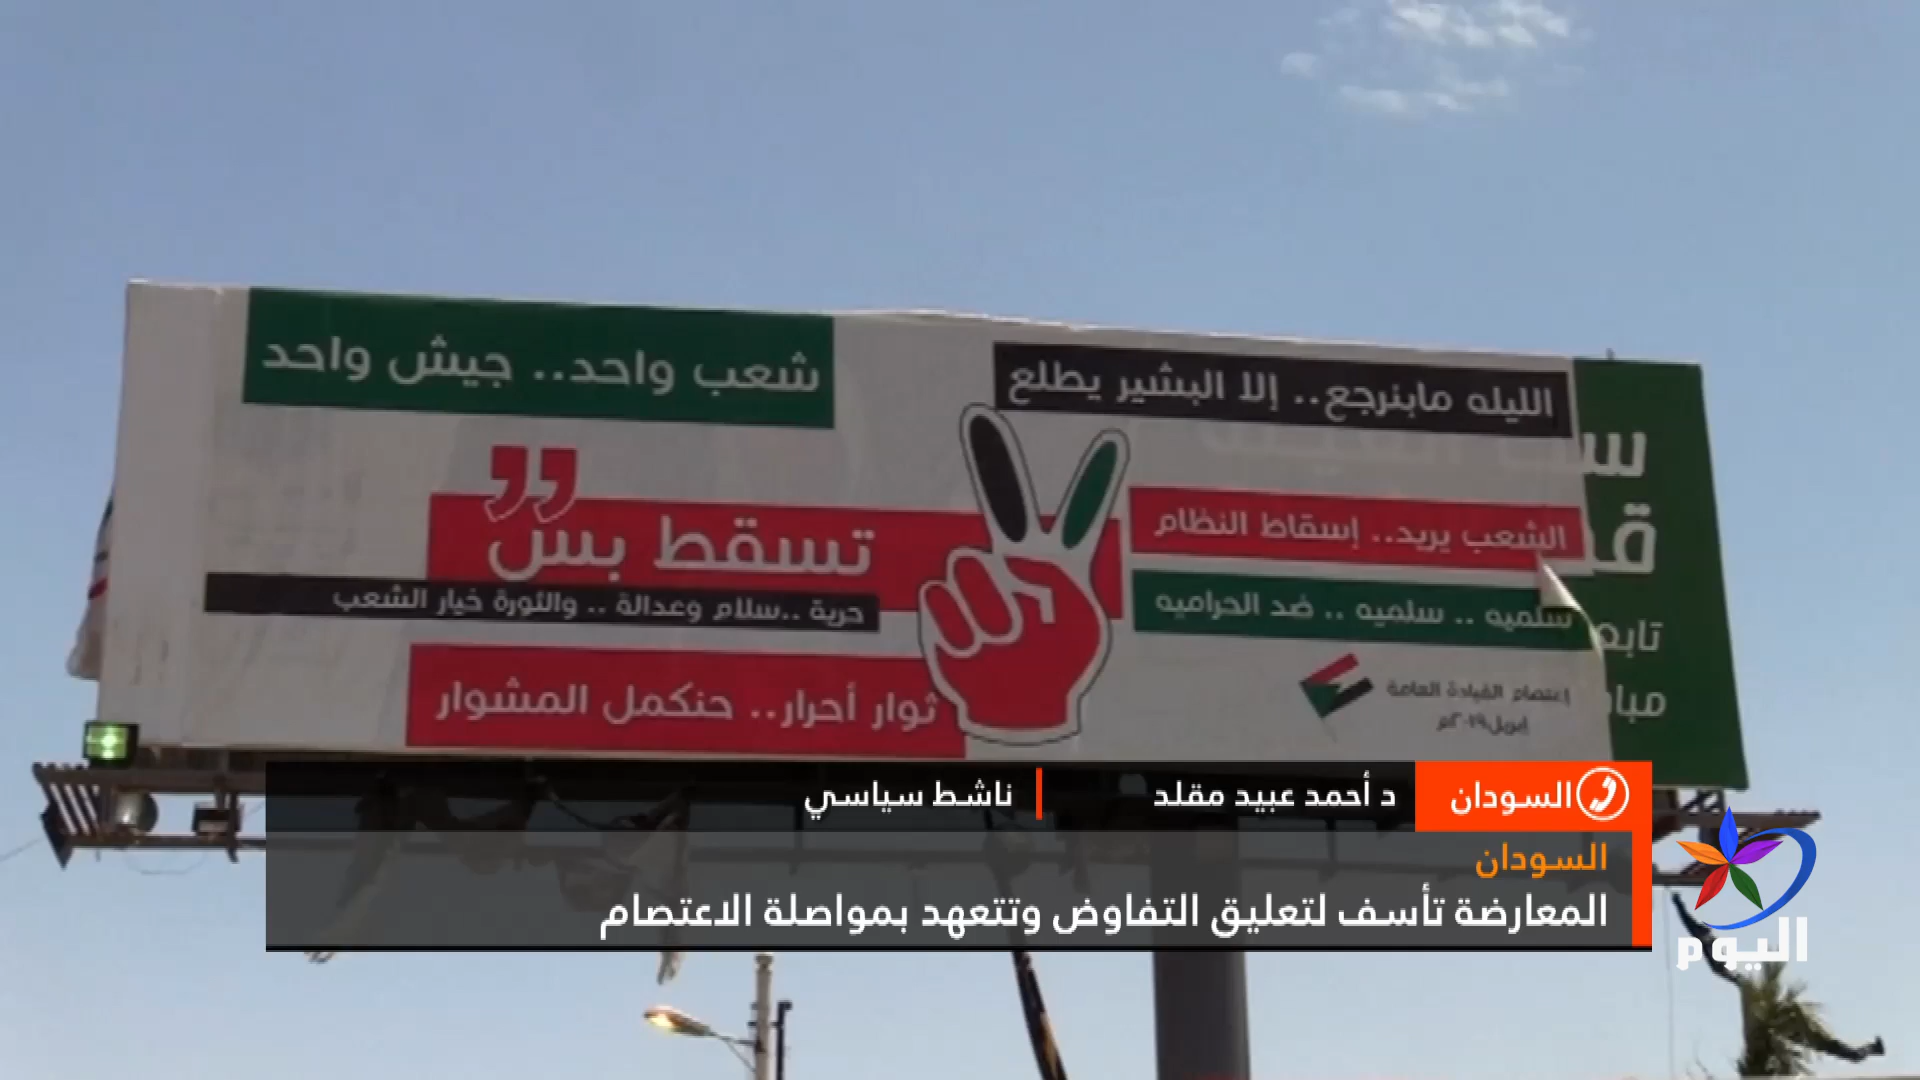 شعب واحد.. جيش واحد
الليله مابنرجع.. إلا البشير يطلع
الشعب يريد.. إسقاط النظام
تسقط بس
حرية ..سلام وعدالة .. والثورة خيار الشعب
سلميه .. سلميه .. ضد الحراميه
ثوار أحرار.. حنكمل المشوار
إعتصام القيادة العامة
إبريل٢٠١٩م
السودان
د أحمد عبيد مقلد
ناشط سياسي
السودان
المعارضة تأسف لتعليق التفاوض وتتعهد بمواصلة الاعتصام
اليوم